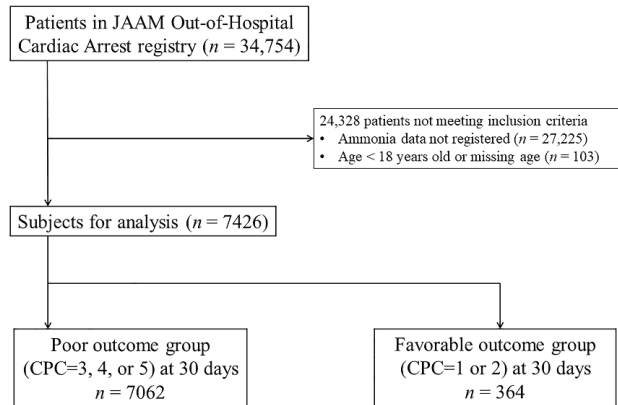 Patients in JAAM Out-of-Hospital
Cardiac Arrest registry (n = 34,754)
24,328 patients not meeting inclusion criteria
• Ammonia data not registered (n = 27,225)
• Age < 18 years old or missing age (n = 103)
Subjects for analysis (n = 7426)
Poor outcome group
(CPC=3, 4, or 5) at 30 days
n = 7062
Favorable outcome group
(CPC=1 or 2) at 30 days
n = 364